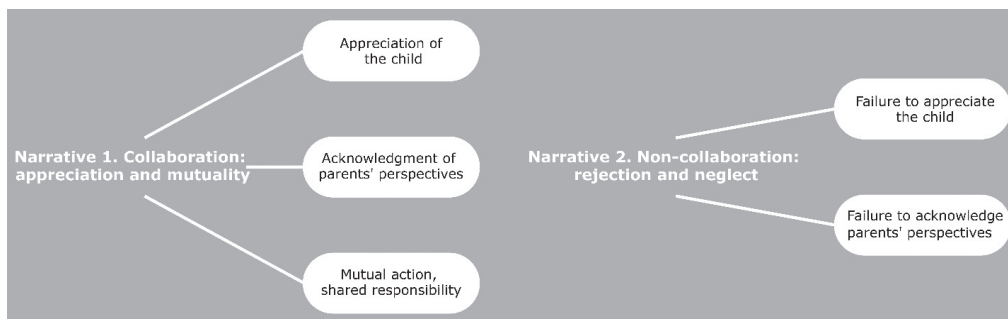 Appreciation of
the child
Narrative 1. Collaboration:
appreciation and mutuality
Acknowledgment of
parents' perspectives
Mutual action,
shared responsibility
Failure to appreciate
the child
Narrative 2. Non-collaboration:
rejection and neglect
Failure to acknowledge
parents' perspectives